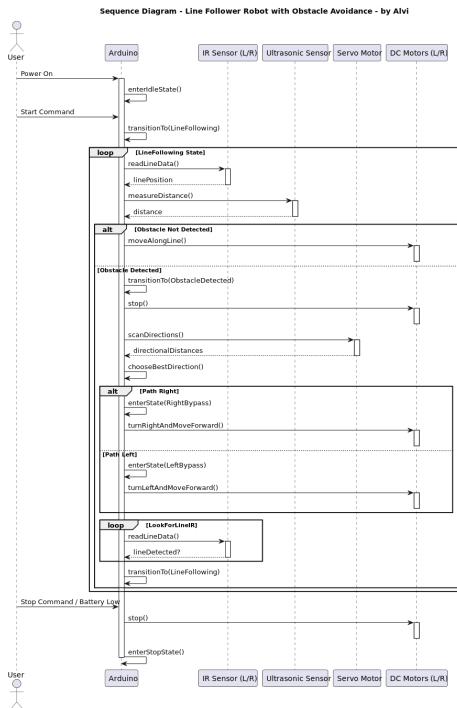 Sequence Diagram - Line Follower Robot with Obstacle Avoidance - by Alvi
User
Arduino
IR Sensor (L/R)
Ultrasonic Sensor
Servo Motor
DC Motors (L/R)
Power On
enterIdleState()
Start Command
transitionTo(LineFollowing)
loop [LineFollowing State]
readLineData()
linePosition
measureDistance()
distance
alt [Obstacle Not Detected]
moveAlongLine()
[Obstacle Detected]
transitionTo(ObstacleDetected)
stop()
scanDirections()
directionalDistances
chooseBestDirection()
alt [Path Right]
enterState(RightBypass)
turnRightAndMoveForward()
[Path Left]
enterState(LeftBypass)
turnLeftAndMoveForward()
loop [LookForLineIR]
readLineData()
lineDetected?
transitionTo(LineFollowing)
Stop Command / Battery Low
stop()
enterStopState()
User
Arduino
IR Sensor (L/R)
Ultrasonic Sensor
Servo Motor
DC Motors (L/R)